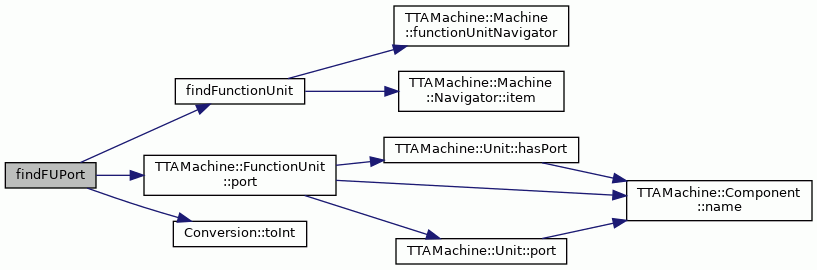 TTAMachine::Machine
::functionUnitNavigator
findFunctionUnit
TTAMachine::Machine
::Navigator::item
findFUPort
TTAMachine::FunctionUnit
::port
TTAMachine::Unit::hasPort
TTAMachine::Component
::name
Conversion::toInt
TTAMachine::Unit::port